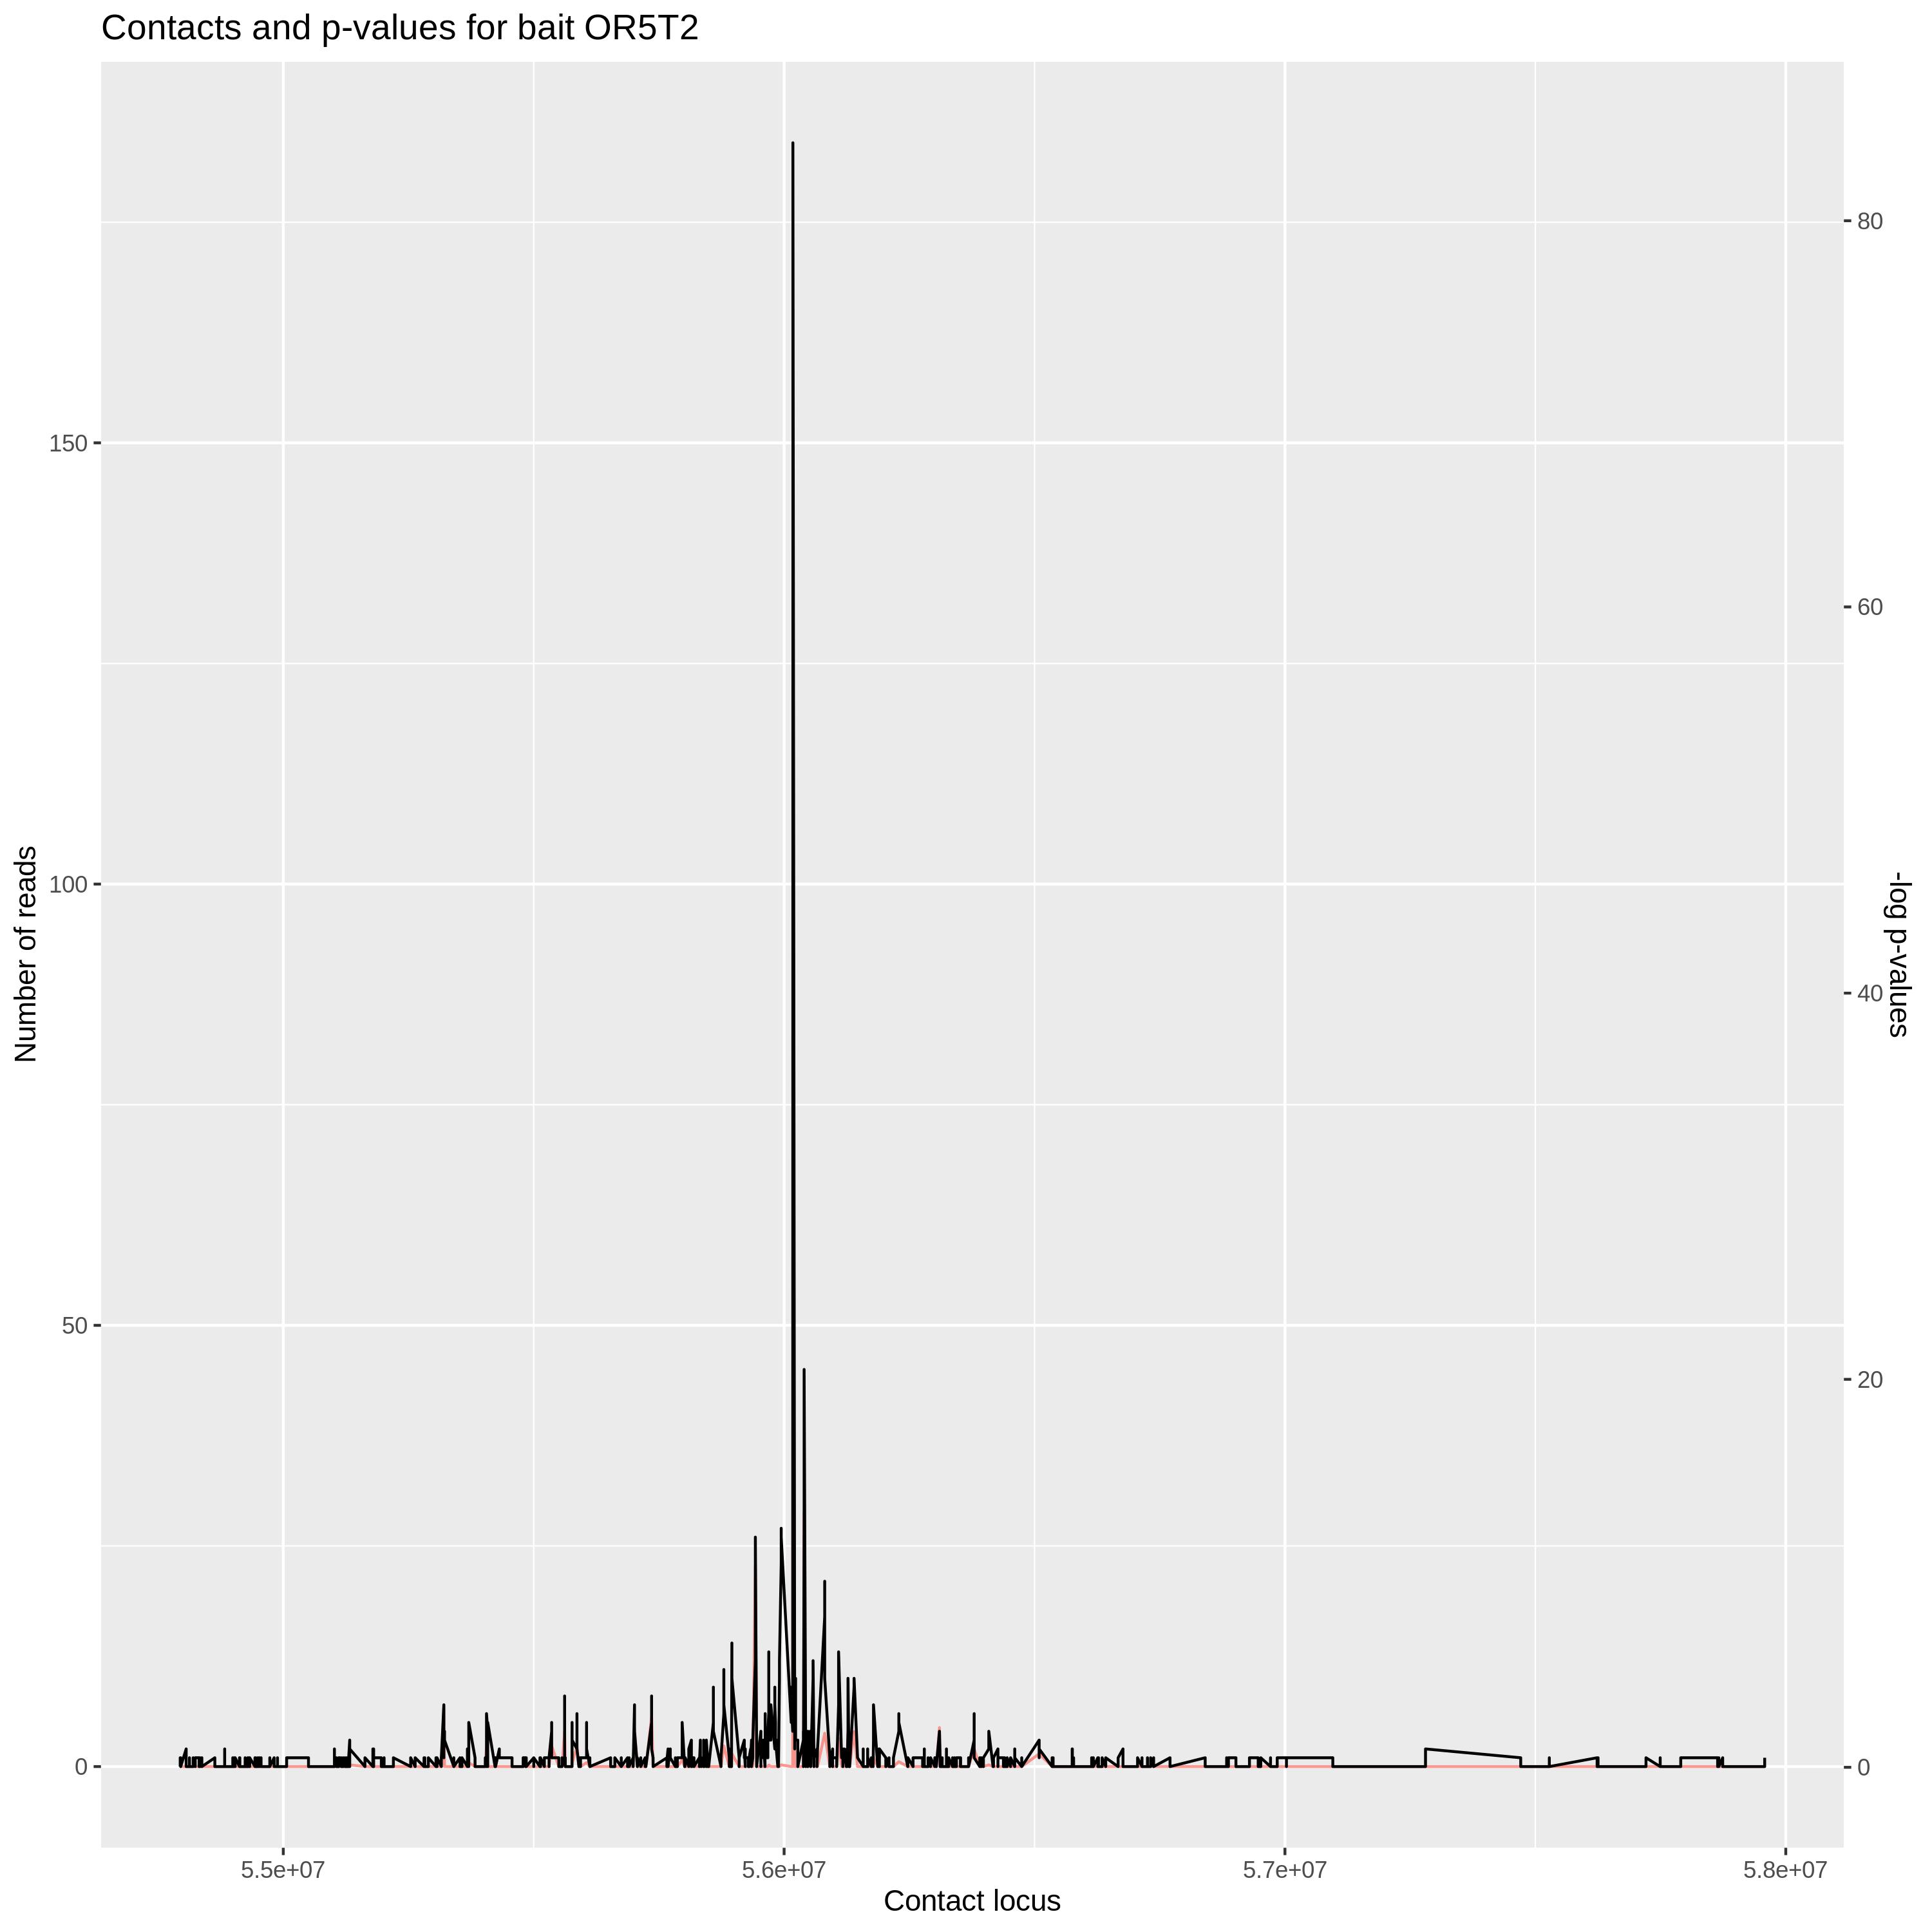 Contacts and p-values for bait OR5T2
150
100
50
0
Number of reads
80
60
40
20
0
-log p-values
5.5e+07
5.6e+07
5.7e+07
5.8e+07
Contact locus